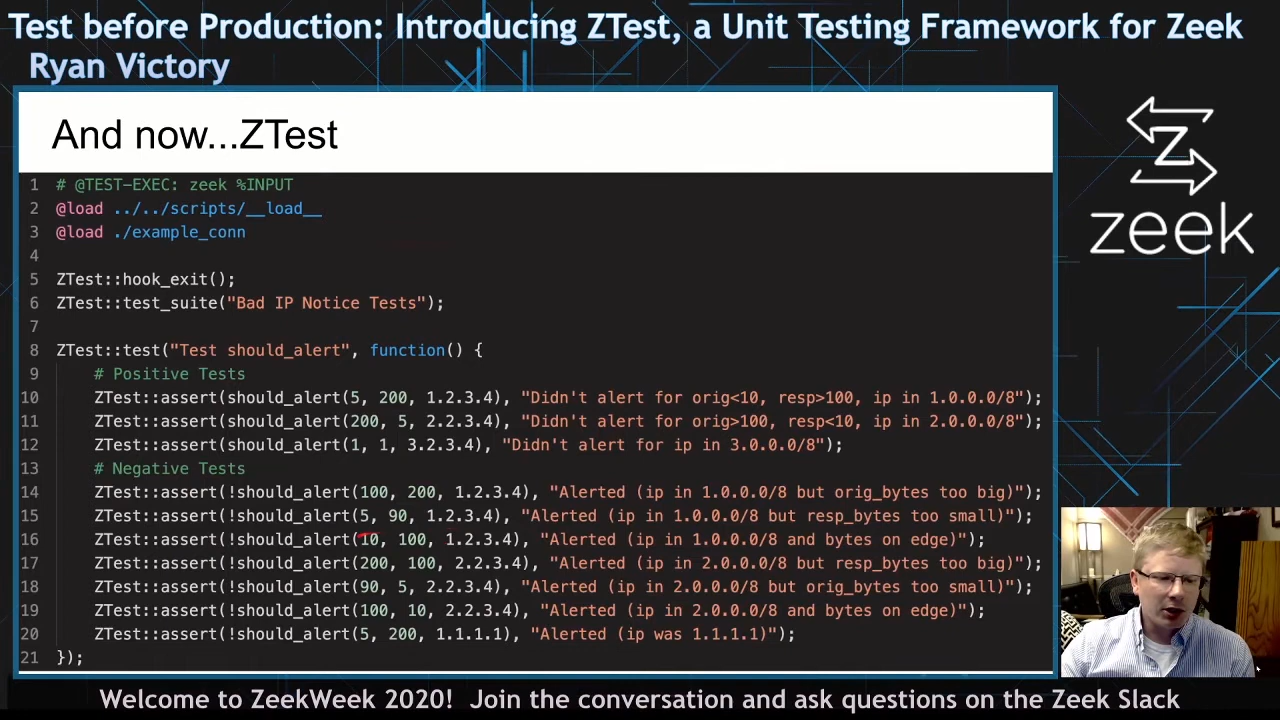 Test before Production: Introducing ZTest, a Unit Testing Framework for Zeek
Ryan Victory
And now...ZTest
1 # @TEST-EXEC: zeek %INPUT
2 @load ../../scripts/__load__
3 @load ./example_conn
4
5 ZTest::hook_exit();
6 ZTest::test_suite("Bad IP Notice Tests");
7
8 ZTest::test("Test should_alert", function() {
9 # Positive Tests
10 ZTest::assert(should_alert(5, 200, 1.2.3.4), "Didn't alert for orig<10, resp>100, ip in 1.0.0.0/8");
11 ZTest::assert(should_alert(200, 5, 2.2.3.4), "Didn't alert for orig>100, resp<10, ip in 2.0.0.0/8");
12 ZTest::assert(should_alert(1, 1, 3.2.3.4), "Didn't alert for ip in 3.0.0.0/8");
13 # Negative Tests
14 ZTest::assert(!should_alert(100, 200, 1.2.3.4), "Alerted (ip in 1.0.0.0/8 but orig_bytes too big)");
15 ZTest::assert(!should_alert(5, 90, 1.2.3.4), "Alerted (ip in 1.0.0.0/8 but resp_bytes too small)");
16 ZTest::assert(!should_alert(10, 100, 1.2.3.4), "Alerted (ip in 1.0.0.0/8 and bytes on edge)");
17 ZTest::assert(!should_alert(200, 100, 2.2.3.4), "Alerted (ip in 2.0.0.0/8 but resp_bytes too big)");
18 ZTest::assert(!should_alert(90, 5, 2.2.3.4), "Alerted (ip in 2.0.0.0/8 but orig_bytes too small)");
19 ZTest::assert(!should_alert(100, 10, 2.2.3.4), "Alerted (ip in 2.0.0.0/8 and bytes on edge)");
20 ZTest::assert(!should_alert(5, 200, 1.1.1.1), "Alerted (ip was 1.1.1.1)");
21 });
Z
zeek
Welcome to ZeekWeek 2020! Join the conversation and ask questions on the Zeek Slack